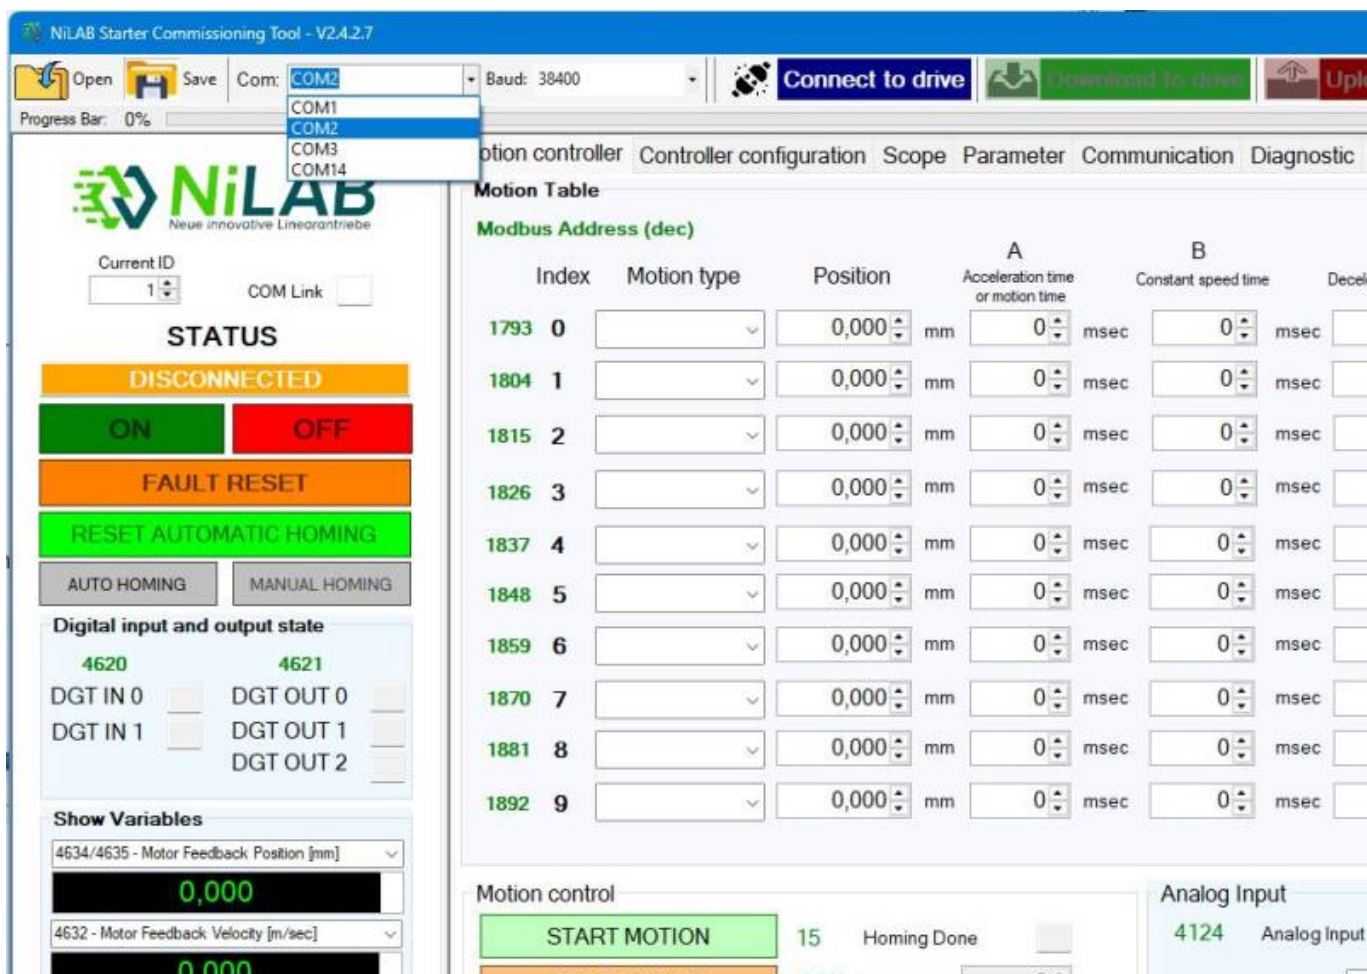 NiLAB Starter Commissioning Tool - V2.4.2.7
Open Save Com: COM2 Baud: 38400 Connect to drive Download to drive
Progress Bar: 0%
COM1
COM2
COM3
COM14
NiLAB
Neue innovative Linearantriebe
Current ID
1 COM Link
STATUS
DISCONNECTED
ON OFF
FAULT RESET
RESET AUTOMATIC HOMING
AUTO HOMING MANUAL HOMING
Digital input and output state
4620 4621
DGT IN 0 DGT OUT 0
DGT IN 1 DGT OUT 1
DGT OUT 2
Show Variables
4634/4635 - Motor Feedback Position [mm]
0,000
4632 - Motor Feedback Velocity [m/sec]
0,000
otion controller Controller configuration Scope Parameter Communication Diagnostic
Motion Table
Modbus Address (dec)
A B
Index Motion type Position Acceleration time Constant speed time
or motion time
1793 0 0,000 mm 0 msec 0 msec
1804 1 0,000 mm 0 msec 0 msec
1815 2 0,000 mm 0 msec 0 msec
1826 3 0,000 mm 0 msec 0 msec
1837 4 0,000 mm 0 msec 0 msec
1848 5 0,000 mm 0 msec 0 msec
1859 6 0,000 mm 0 msec 0 msec
1870 7 0,000 mm 0 msec 0 msec
1881 8 0,000 mm 0 msec 0 msec
1892 9 0,000 mm 0 msec 0 msec
Motion control
START MOTION 15 Homing Done
Analog Input
4124 Analog Input